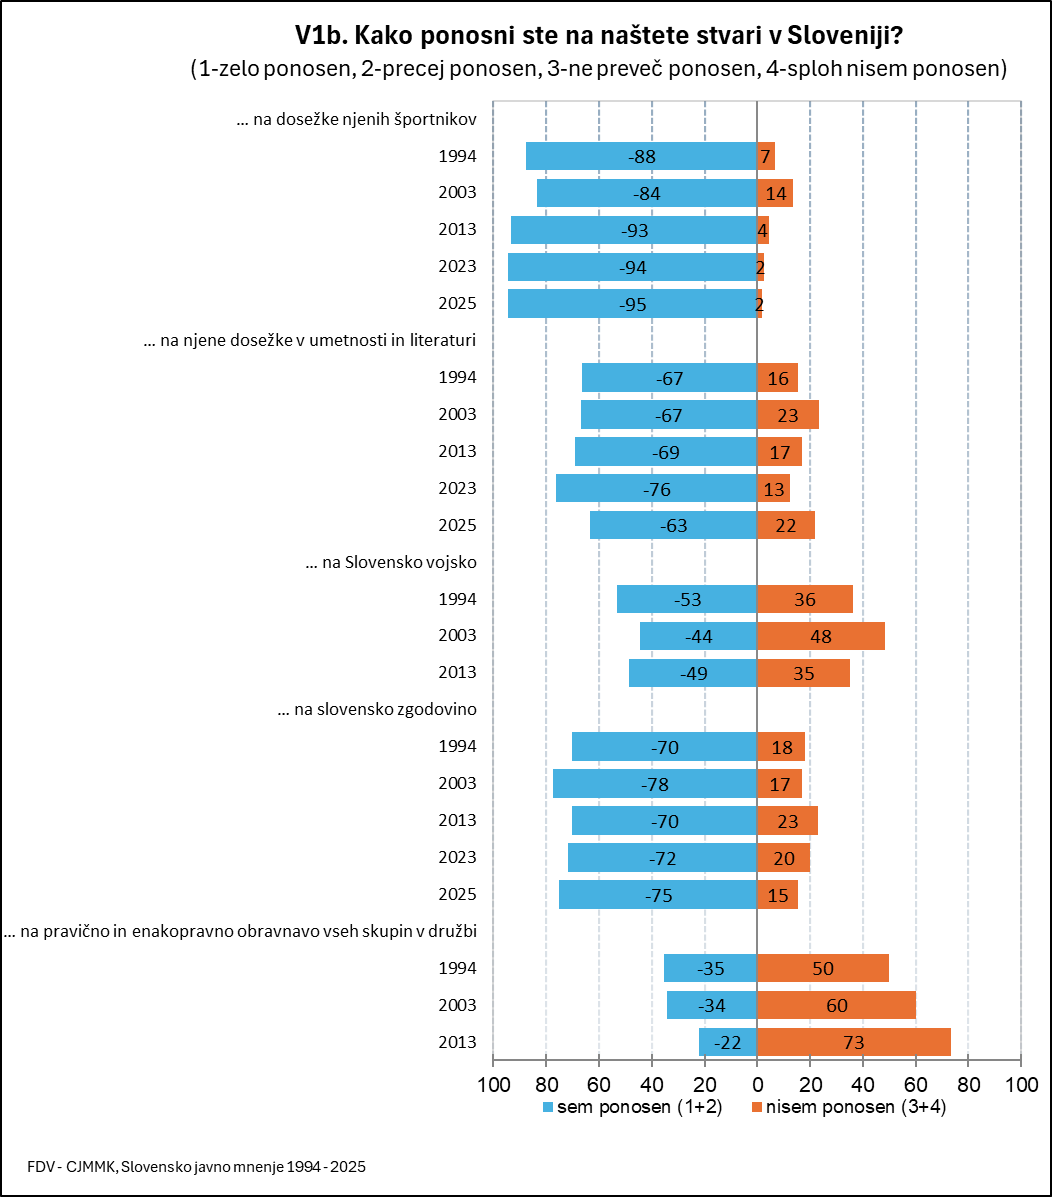 V1b. Kako ponosni ste na naštete stvari v Sloveniji?
(1-zelo ponosen, 2-precej ponosen, 3-ne preveč ponosen, 4-sploh nisem ponosen)
... na dosežke njenih športnikov
1994 -88 7
2003 -84 14
2013 -93 4
2023 -94 2
2025 -95 2
... na njene dosežke v umetnosti in literaturi
1994 -67 16
2003 -67 23
2013 -69 17
2023 -76 13
2025 -63 22
... na Slovensko vojsko
1994 -53 36
2003 -44 48
2013 -49 35
... na slovensko zgodovino
1994 -70 18
2003 -78 17
2013 -70 23
2023 -72 20
2025 -75 15
... na pravično in enakopravno obravnavo vseh skupin v družbi
1994 -35 50
2003 -34 60
2013 -22 73
100 80 60 40 20 0 20 40 60 80 100
sem ponosen (1+2) nisem ponosen (3+4)
FDV - CJMMK, Slovensko javno mnenje 1994 - 2025